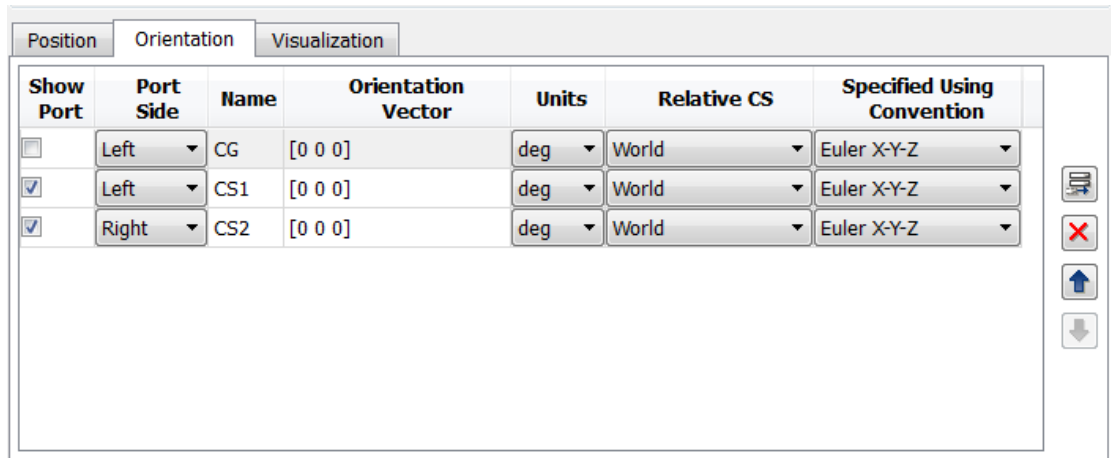 Position Orientation Visualization
Show Port Port Side Name Orientation Vector Units Relative CS Specified Using Convention
Left CG [0 0 0] deg World Euler X-Y-Z
Left CS1 [0 0 0] deg World Euler X-Y-Z
Right CS2 [0 0 0] deg World Euler X-Y-Z